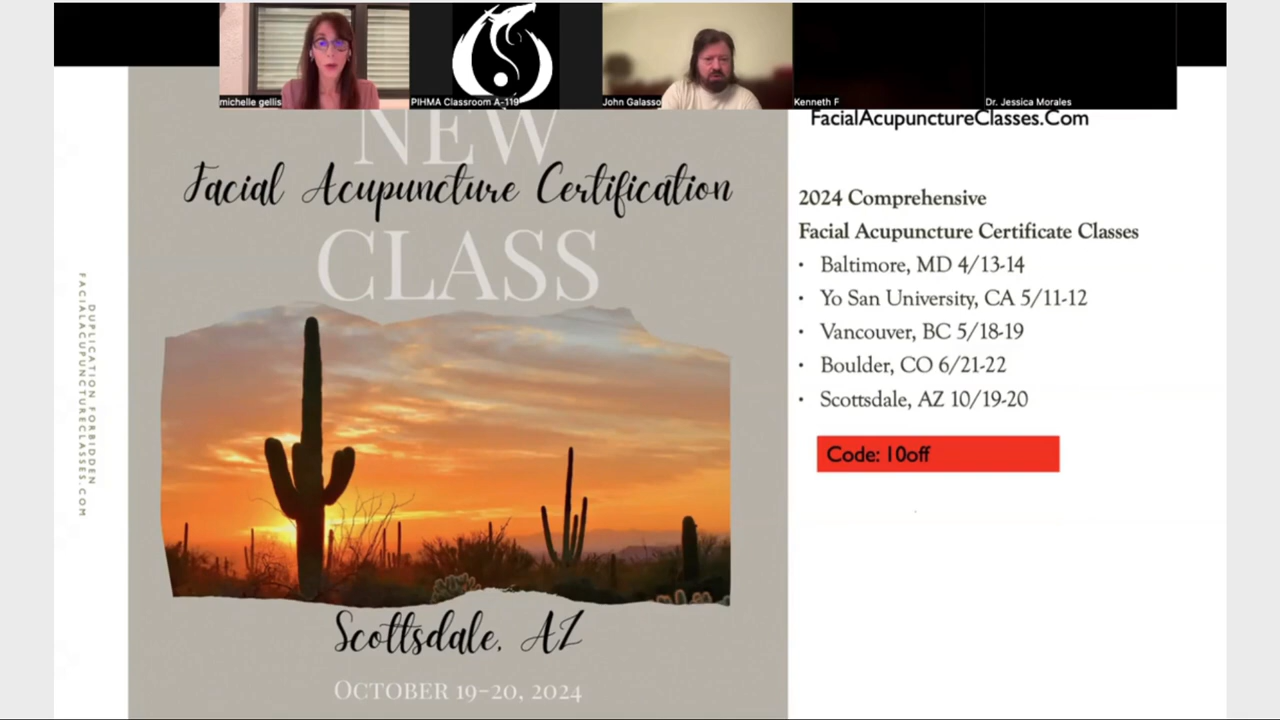 michelle gellis
PIHMA Classroom A-119
John Galasso
Kenneth F
Dr. Jessica Morales
NEW
Facial Acupuncture Certification
CLASS
Scottsdale, AZ
October 19-20, 2024
DUPLICATION FORBIDDEN
FACIALACUPUNCTURECLASSES.COM
FacialAcupunctureClasses.Com
2024 Comprehensive
Facial Acupuncture Certificate Classes
• Baltimore, MD 4/13-14
• Yo San University, CA 5/11-12
• Vancouver, BC 5/18-19
• Boulder, CO 6/21-22
• Scottsdale, AZ 10/19-20
Code: 10off